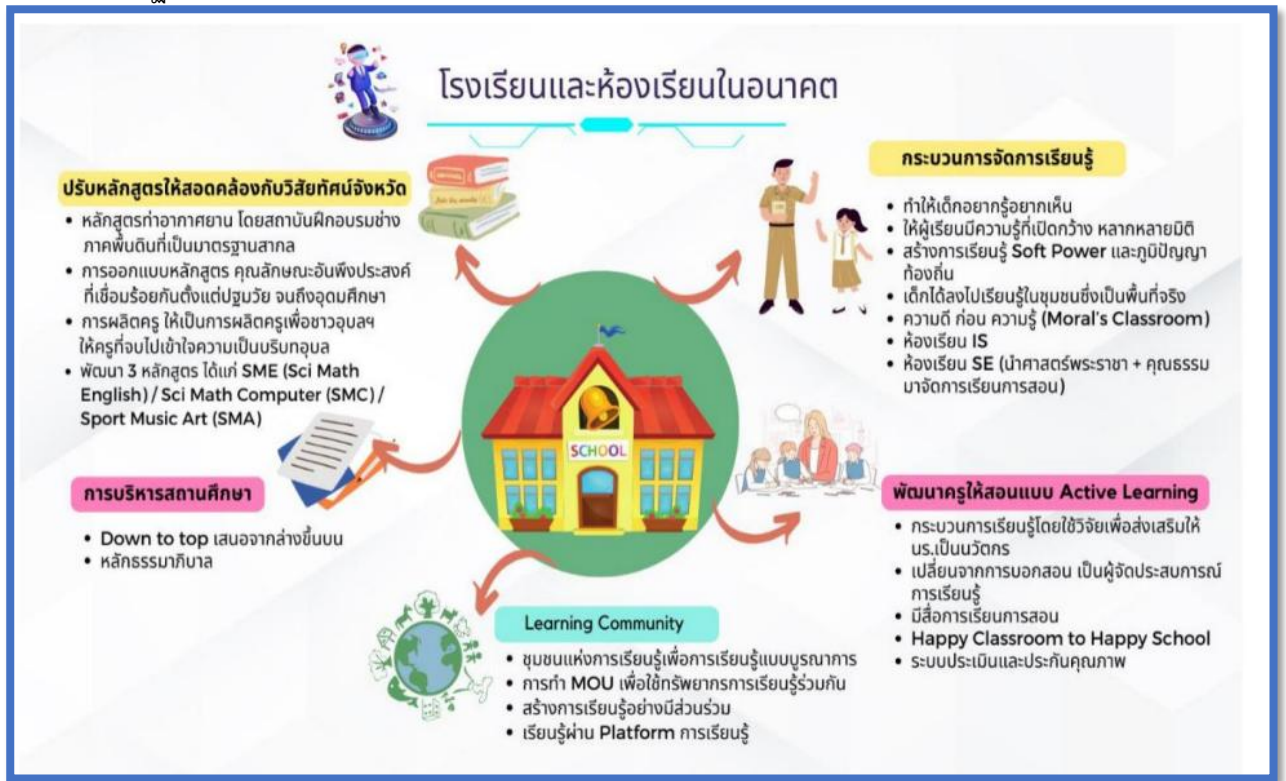 โรงเรียนและห้องเรียนในอนาคต
ปรับหลักสูตรให้สอดคล้องกับวิสัยทัศน์จังหวัด
• หลักสูตรท่าอากาศยาน โดยสถาบันฝึกอบรมช่าง
ภาคพื้นดินที่เป็นมาตรฐานสากล
• การออกแบบหลักสูตร คุณลักษณะอันพึงประสงค์
ที่เชื่อมร้อยกันตั้งแต่ปฐมวัย จนถึงอุดมศึกษา
• การผลิตครู ให้เป็นการผลิตครูเพื่อชาวอุบลฯ
ให้ครูที่จบไปเข้าใจความเป็นบริบทอุบล
• พัฒนา 3 หลักสูตร ได้แก่ SME (Sci Math
English) / Sci Math Computer (SMC) /
Sport Music Art (SMA)
กระบวนการจัดการเรียนรู้
• ทำให้เด็กอยากรู้อยากเห็น
• ให้ผู้เรียนมีความรู้ที่เปิดกว้าง หลากหลายมิติ
• สร้างการเรียนรู้ Soft Power และภูมิปัญญา
ท้องถิ่น
• เด็กได้ลงไปเรียนรู้ในชุมชนซึ่งเป็นพื้นที่จริง
• ความดี ก่อน ความรู้ (Moral's Classroom)
• ห้องเรียน IS
• ห้องเรียน SE (นำศาสตร์พระราชา + คุณธรรม
มาจัดการเรียนการสอน)
SCHOOL
การบริหารสถานศึกษา
• Down to top เสนอจากล่างขึ้นบน
• หลักธรรมาภิบาล
พัฒนาครูให้สอนแบบ Active Learning
• กระบวนการเรียนรู้โดยใช้วิจัยเพื่อส่งเสริมให้
นร.เป็นนวัตกร
• เปลี่ยนจากการบอกสอน เป็นผู้จัดประสบการณ์
การเรียนรู้
• มีสื่อการเรียนการสอน
• Happy Classroom to Happy School
• ระบบประเมินและประกันคุณภาพ
Learning Community
• ชุมชนแห่งการเรียนรู้เพื่อการเรียนรู้แบบบูรณาการ
• การทำ MOU เพื่อใช้ทรัพยากรการเรียนรู้ร่วมกัน
• สร้างการเรียนรู้อย่างมีส่วนร่วม
• เรียนรู้ผ่าน Platform การเรียนรู้